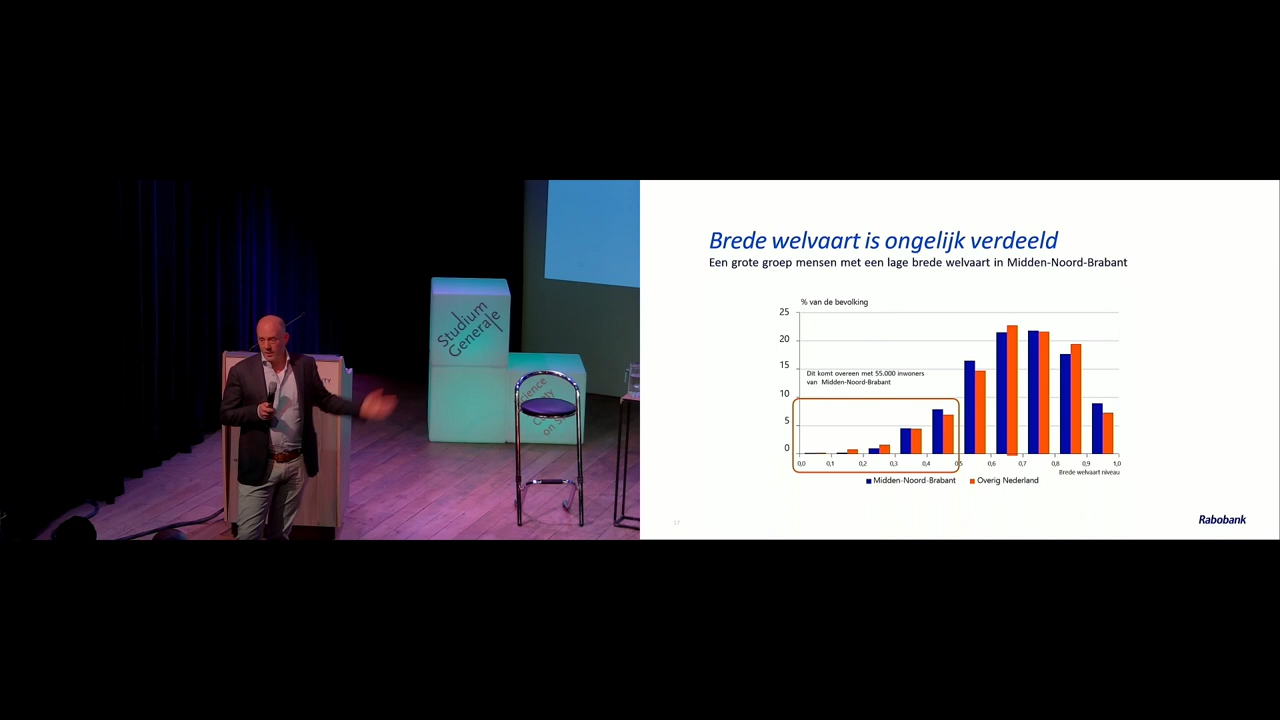 Studium
Generale
on S
Brede welvaart is ongelijk verdeeld
Een grote groep mensen met een lage brede welvaart in Midden-Noord-Brabant
% van de bevolking
25
20
15
10
5
0
Dit komt overeen met 55.000 inwoners
van Midden-Noord-Brabant
0,0 0,1 0,2 0,3 0,4 0,5 0,6 0,7 0,8 0,9 1,0
Brede welvaart niveau
Midden-Noord-Brabant Overig Nederland
17
Rabobank